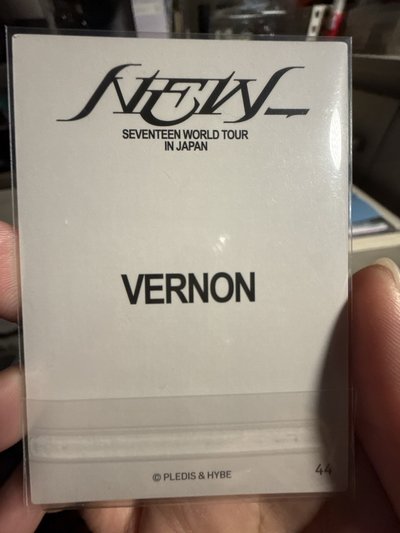 NEW_
SEVENTEEN WORLD TOUR
IN JAPAN
VERNON
© PLEDIS & HYBE
44